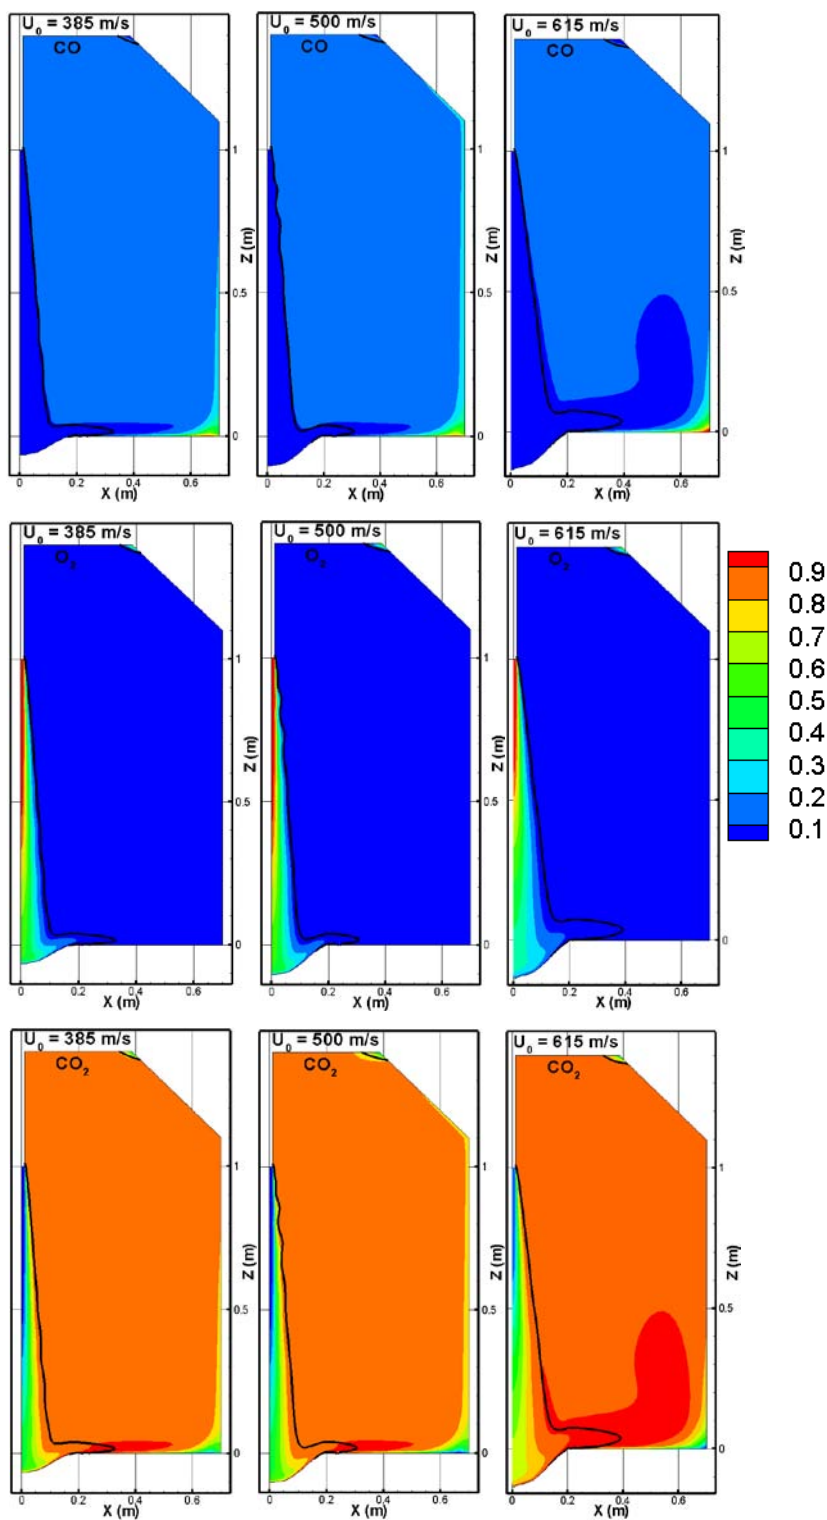 U₀ = 385 m/s U₀ = 500 m/s U₀ = 615 m/s
CO CO CO
1 1 1
Z (m) Z (m) Z (m)
0.5 0.5 0.5
0 0 0
0 0.2 0.4 0.6 0 0.2 0.4 0.6 0 0.2 0.4 0.6
X (m) X (m) X (m)
U₀ = 385 m/s U₀ = 500 m/s U₀ = 615 m/s
O₂ O₂ O₂
1 1 1
Z (m) Z (m) Z (m)
0.5 0.5 0.5
0 0 0
0 0.2 0.4 0.6 0 0.2 0.4 0.6 0 0.2 0.4 0.6
X (m) X (m) X (m)
0.9
0.8
0.7
0.6
0.5
0.4
0.3
0.2
0.1
U₀ = 385 m/s U₀ = 500 m/s U₀ = 615 m/s
CO₂ CO₂ CO₂
1 1 1
Z (m) Z (m) Z (m)
0.5 0.5 0.5
0 0 0
0 0.2 0.4 0.6 0 0.2 0.4 0.6 0 0.2 0.4 0.6
X (m) X (m) X (m)